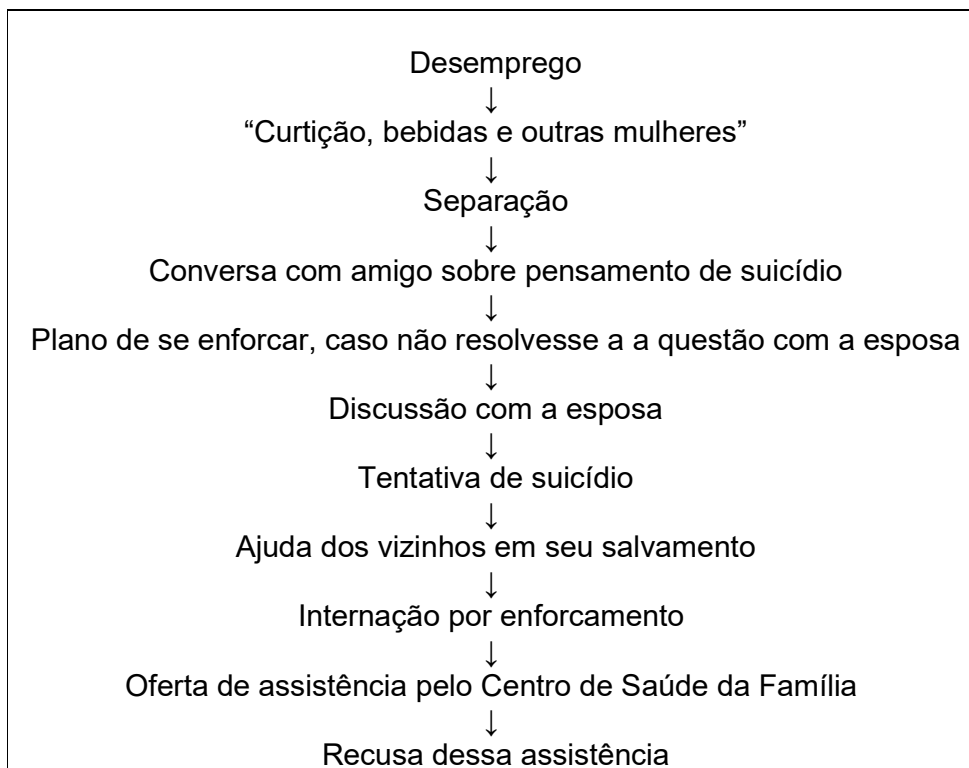 Desemprego
↓
“Curtição, bebidas e outras mulheres”
↓
Separação
↓
Conversa com amigo sobre pensamento de suicídio
↓
Plano de se enforcar, caso não resolvesse a a questão com a esposa
↓
Discussão com a esposa
↓
Tentativa de suicídio
↓
Ajuda dos vizinhos em seu salvamento
↓
Internação por enforcamento
↓
Oferta de assistência pelo Centro de Saúde da Família
↓
Recusa dessa assistência